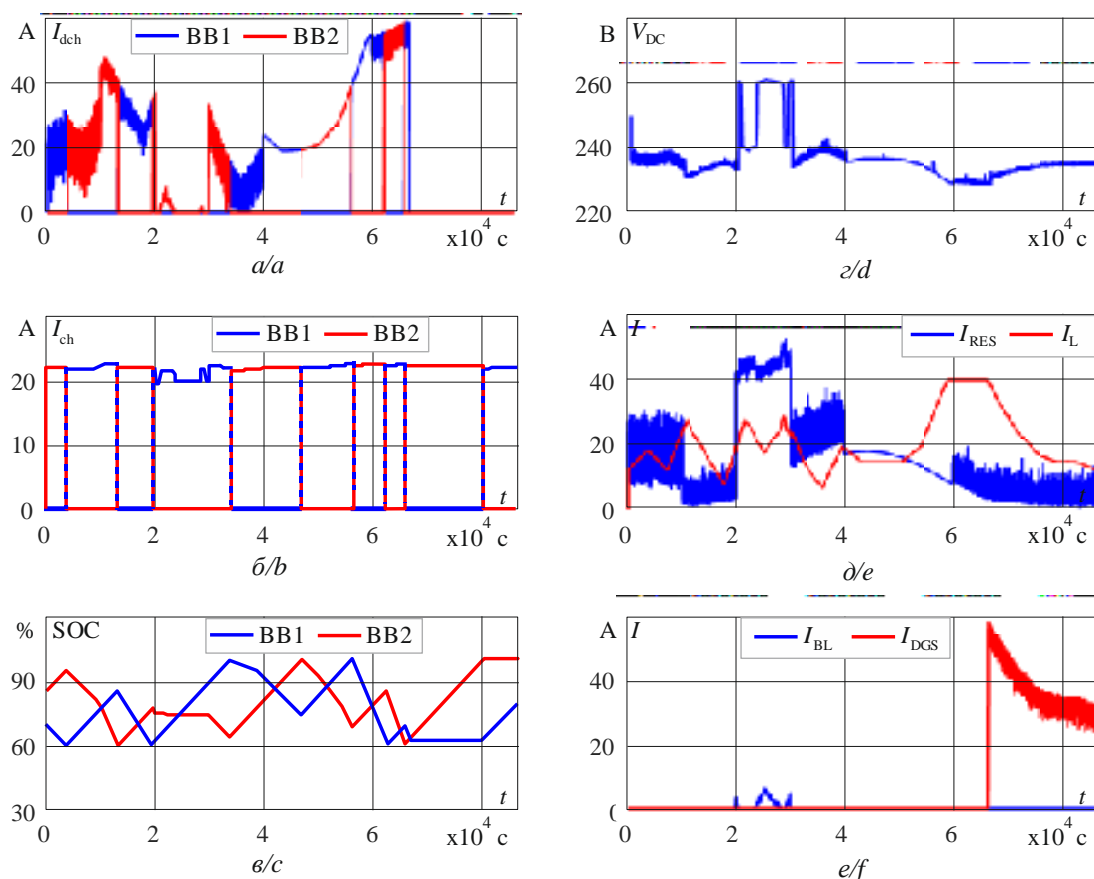 A I_dch BB1 BB2
40
20
0
0 2 4 6 x10^4 c
t
а/a
B V_DC
260
240
220
0 2 4 6 x10^4 c
t
г/d
A I_ch BB1 BB2
20
10
0
0 2 4 6 x10^4 c
t
б/b
A I I_RES I_L
40
20
0
0 2 4 6 x10^4 c
t
д/e
% SOC BB1 BB2
90
60
30
0 2 4 6 x10^4 c
t
в/c
A I I_BL I_DGS
40
20
0
0 2 4 6 x10^4 c
t
е/f